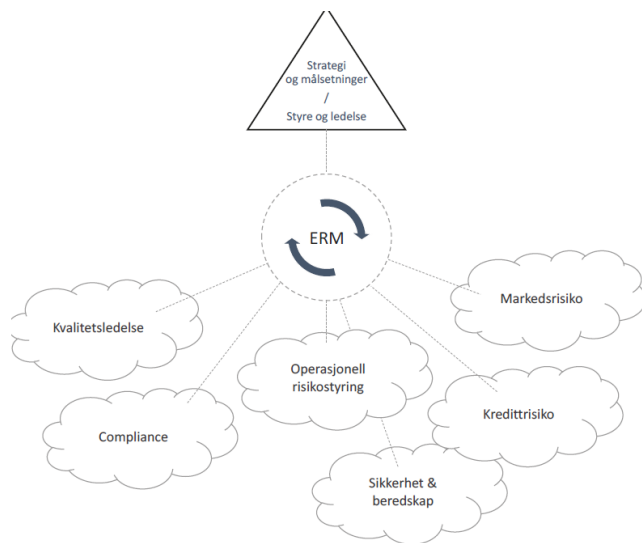 Strategi
og målsetninger
/
Styre og ledelse
ERM
Markedsrisiko
Kvalitetsledelse
Operasjonell
risikostyring
Kredittrisiko
Compliance
Sikkerhet &
beredskap